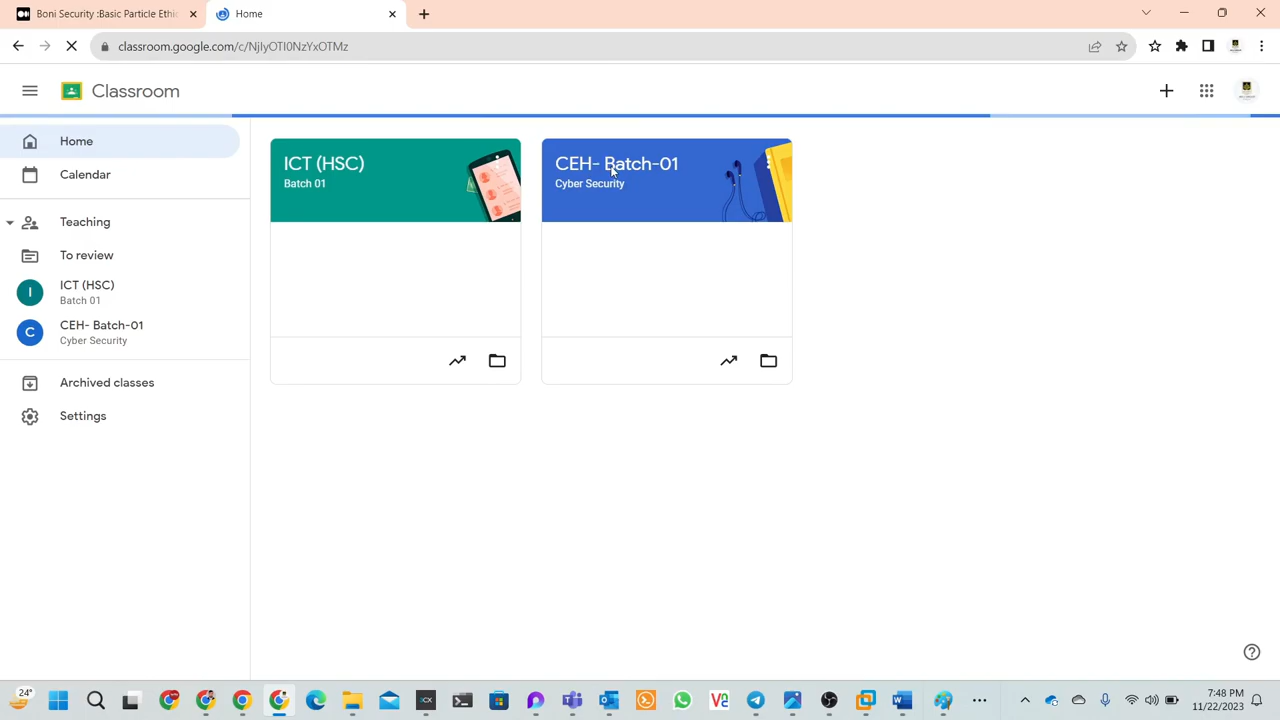 Boni Security :Basic Particle Ethic
Home
classroom.google.com/c/NjIyOTI0NzYxOTMz
Classroom
Home
Calendar
Teaching
To review
I
ICT (HSC)
Batch 01
C
CEH- Batch-01
Cyber Security
Archived classes
Settings
ICT (HSC)
Batch 01
CEH- Batch-01
Cyber Security
24°
7:48 PM
11/22/2023